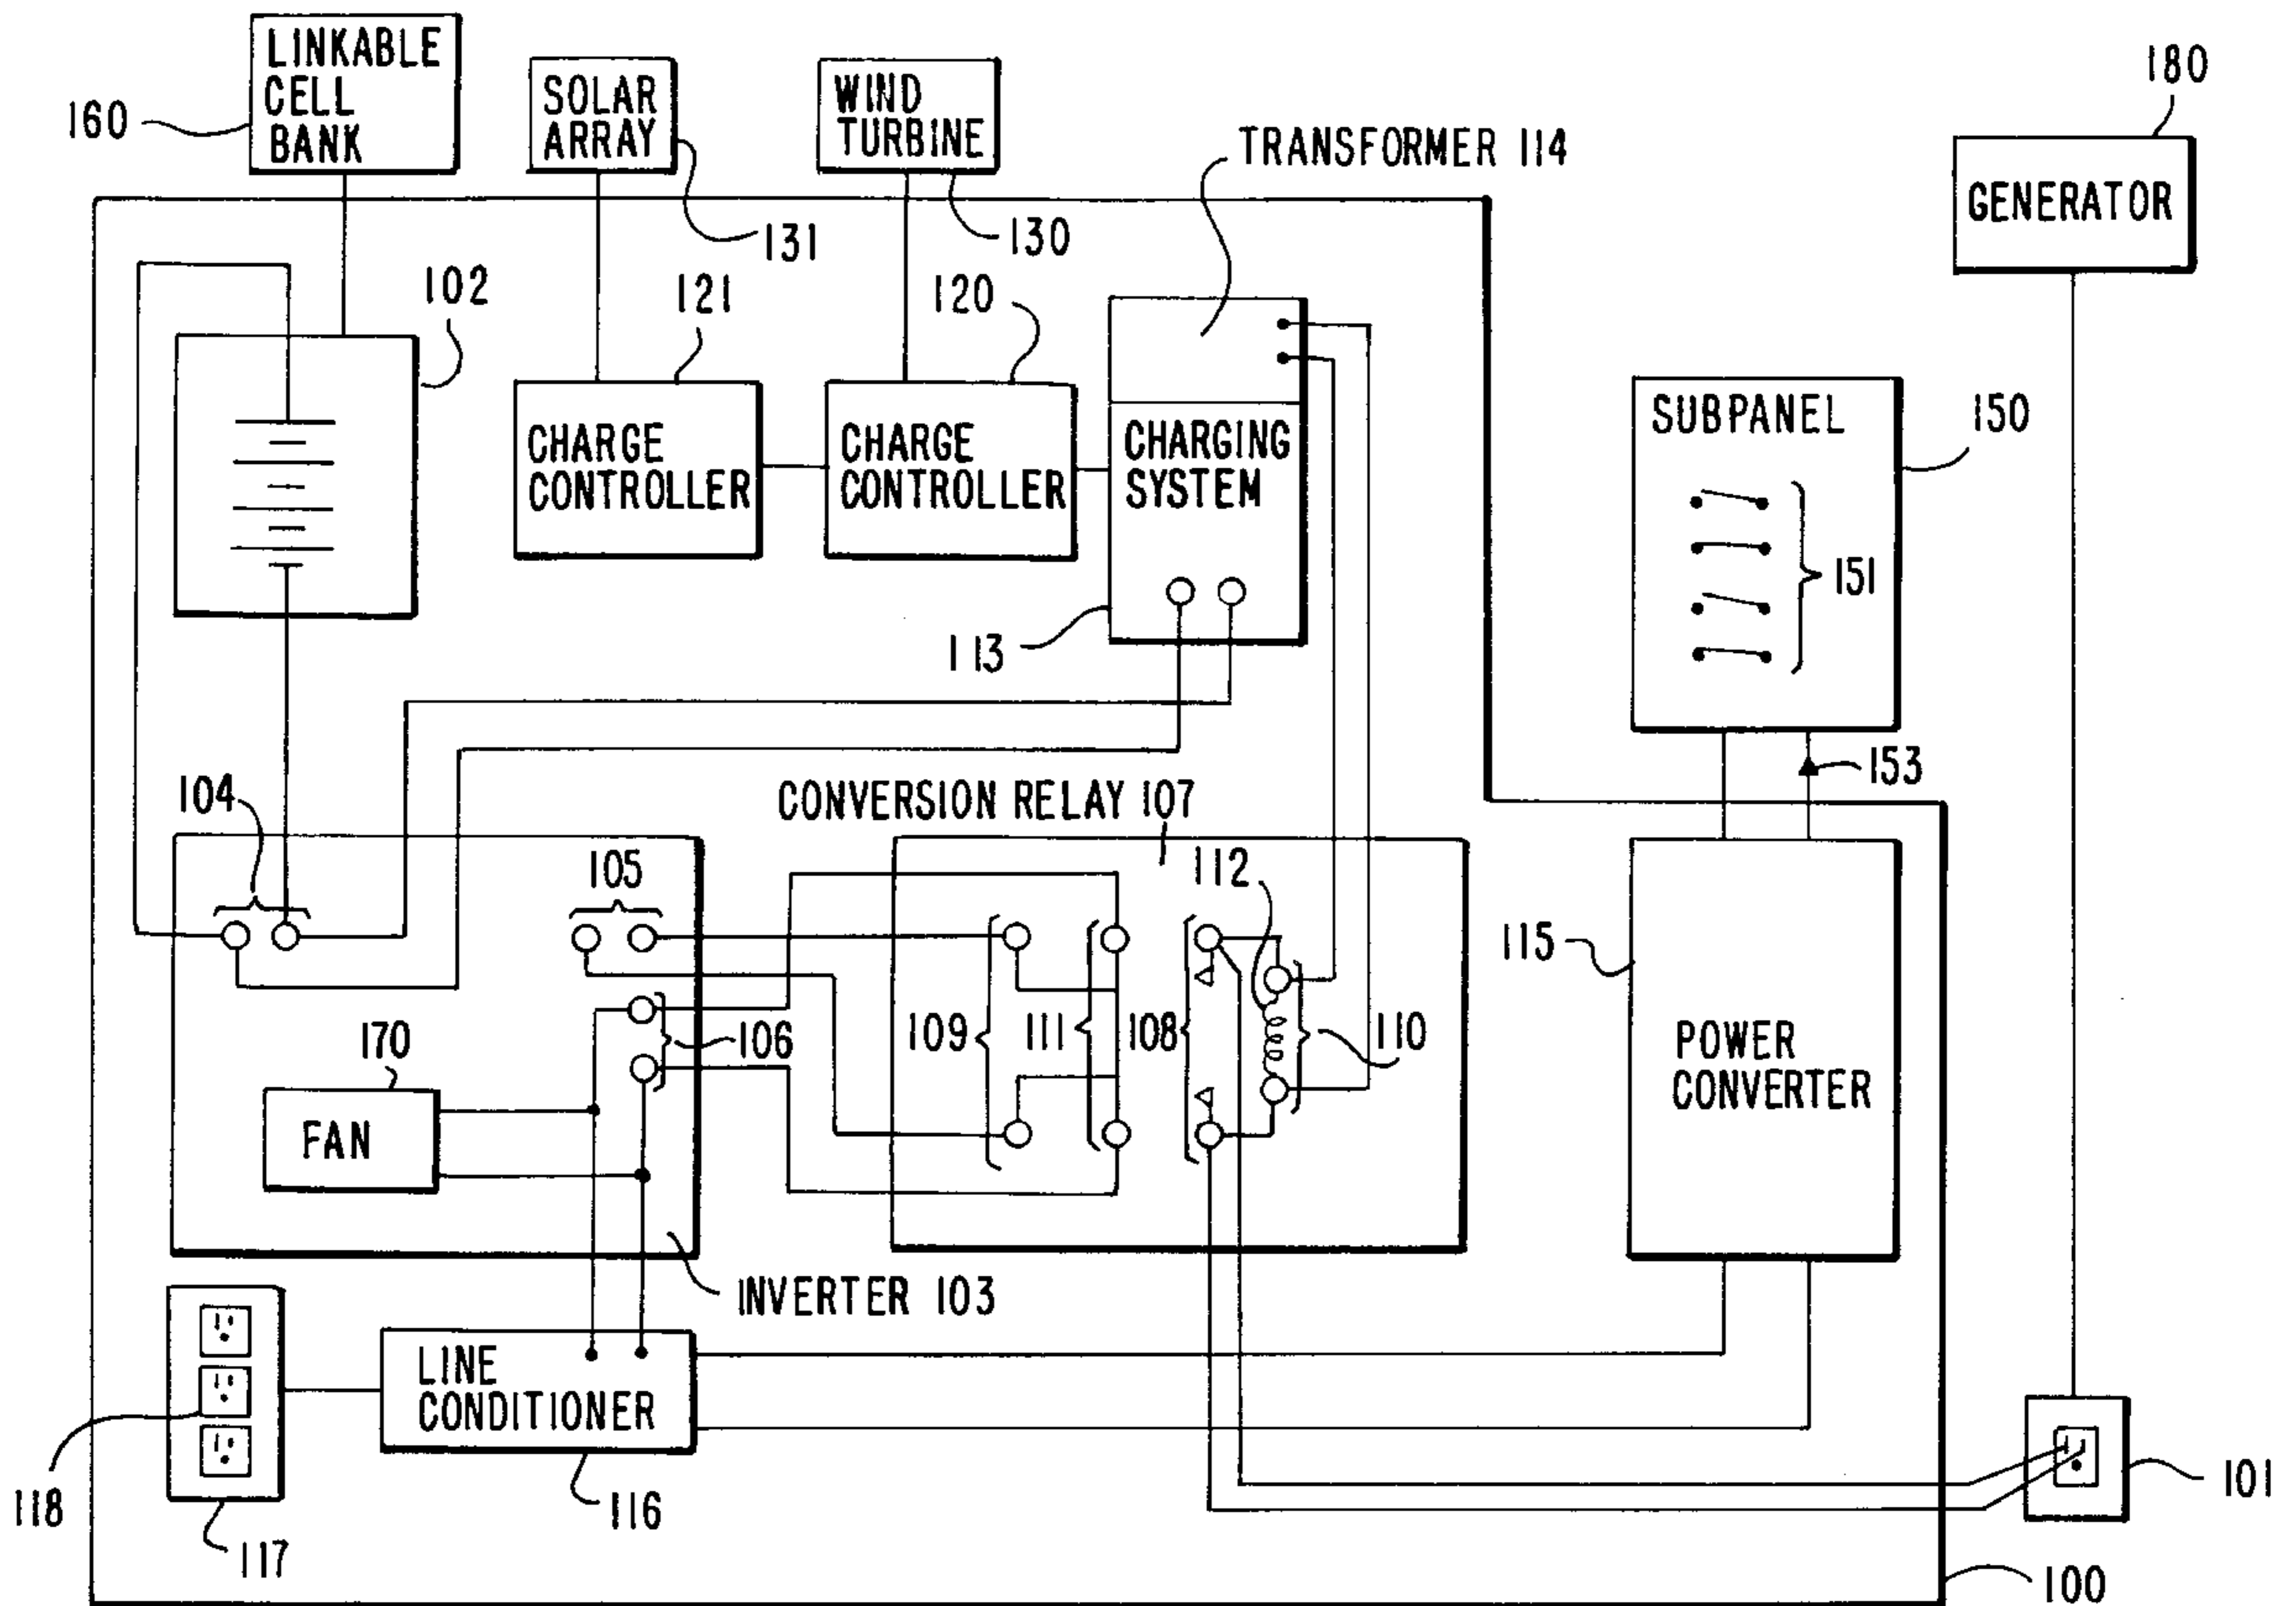 LINKABLE
CELL
BANK
160
SOLAR
ARRAY
131
WIND
TURBINE
130
TRANSFORMER 114
180
GENERATOR
102
121
120
CHARGE
CONTROLLER
CHARGE
CONTROLLER
CHARGING
SYSTEM
113
SUBPANEL
150
151
153
104
105
CONVERSION RELAY 107
112
109
111
108
110
106
170
FAN
115
POWER
CONVERTER
INVERTER 103
LINE
CONDITIONER
116
118
117
101
100